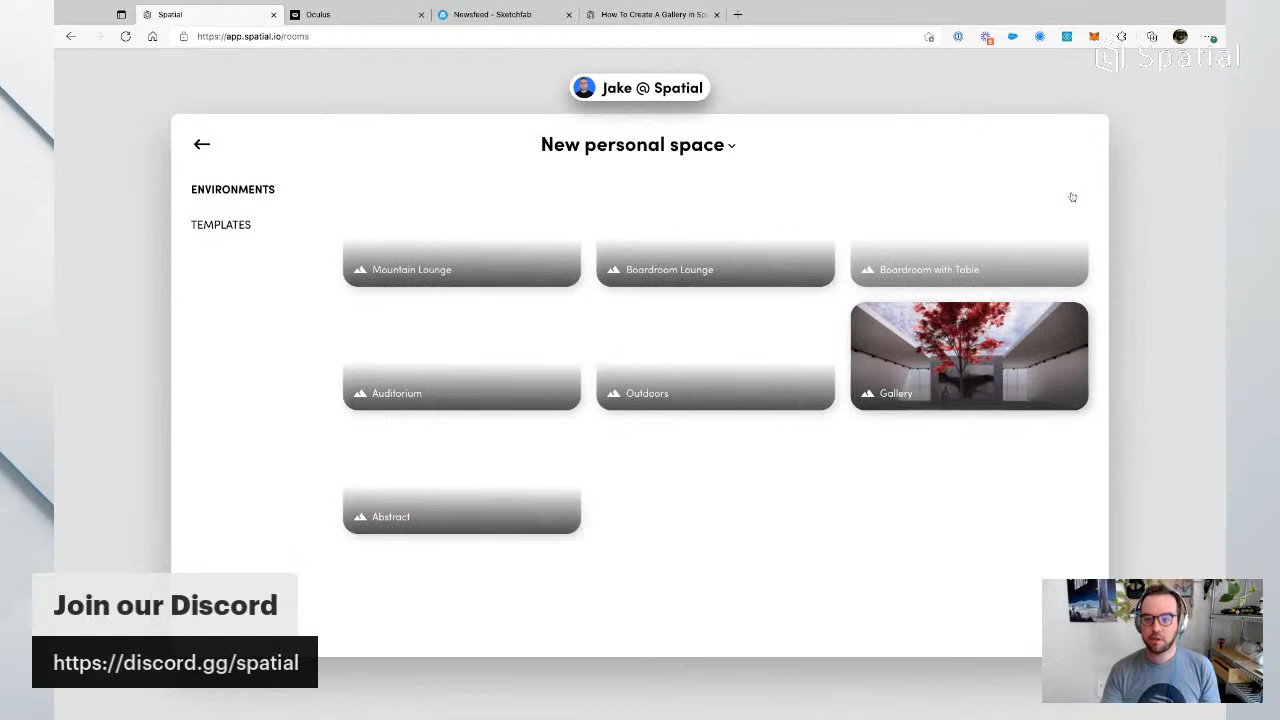 Spatial
Oculus
Newsfeed - Sketchfab
How To Create A Gallery in Sp
https://app.spatial.io/rooms
Spatial
Jake @ Spatial
New personal space
ENVIRONMENTS
TEMPLATES
Mountain Lounge
Boardroom Lounge
Boardroom with Table
Auditorium
Outdoors
Gallery
Abstract
Join our Discord
https://discord.gg/spatial